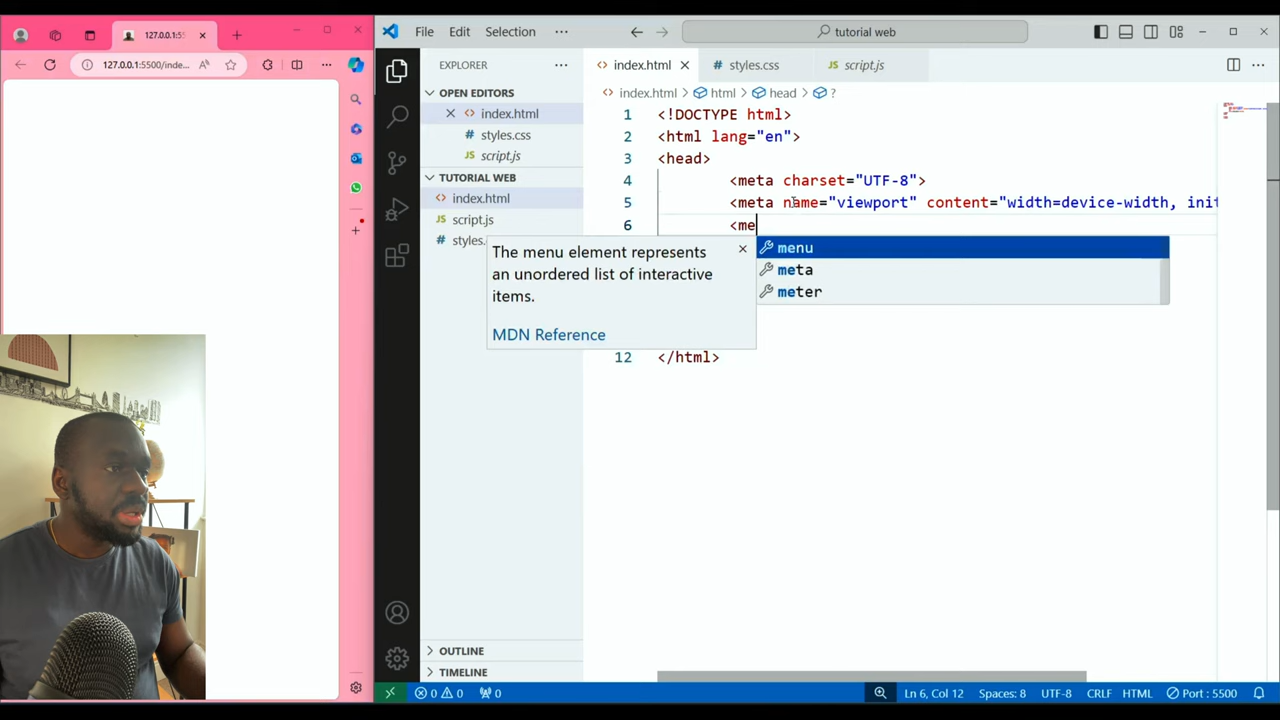 127.0.0.1:55
127.0.0.1:5500/inde...
File Edit Selection
tutorial web
EXPLORER
OPEN EDITORS
index.html
styles.css
script.js
TUTORIAL WEB
index.html
script.js
styles.
OUTLINE
TIMELINE
index.html
styles.css
script.js
index.html html head ?
1 <!DOCTYPE html>
2 <html lang="en">
3 <head>
4 <meta charset="UTF-8">
5 <meta name="viewport" content="width=device-width, init
6 <me
menu
meta
meter
The menu element represents
an unordered list of interactive
items.
MDN Reference
12 </html>
0 0 0
Ln 6, Col 12 Spaces: 8 UTF-8 CRLF HTML Port : 5500